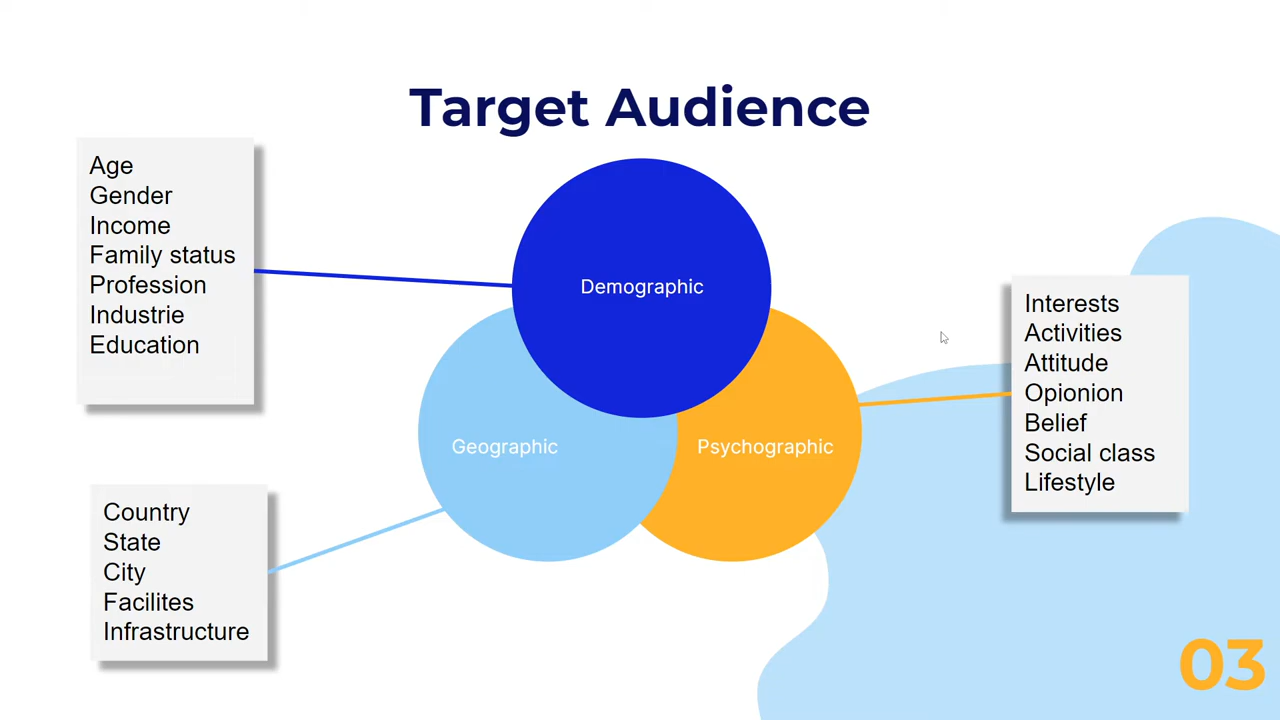 Target Audience
Age
Gender
Income
Family status
Profession
Industrie
Education
Demographic
Geographic
Psychographic
Interests
Activities
Attitude
Opionion
Belief
Social class
Lifestyle
Country
State
City
Facilites
Infrastructure
03